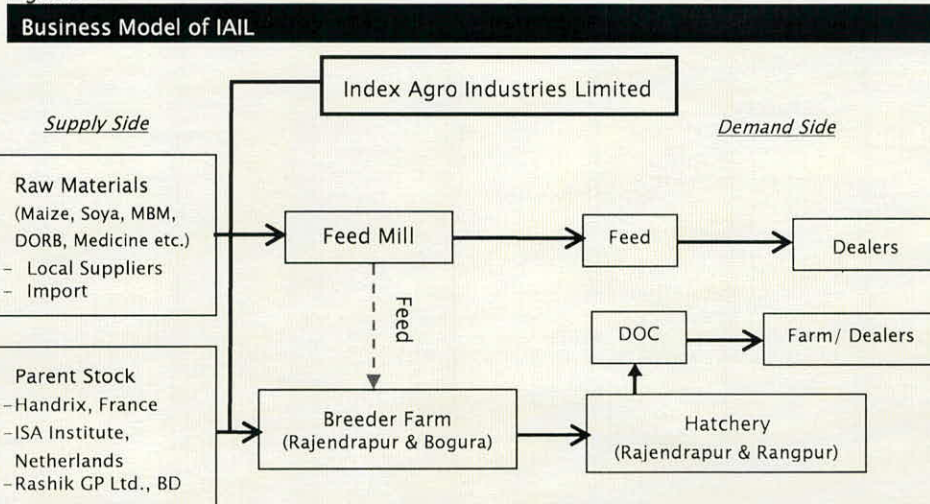 Business Model of IAIL
Index Agro Industries Limited
Supply Side
Demand Side
Raw Materials
(Maize, Soya, MBM,
DORB, Medicine etc.)
- Local Suppliers
- Import
Feed Mill
Feed
Dealers
Feed
DOC
Farm/ Dealers
Parent Stock
-Handrix, France
-ISA Institute,
Netherlands
-Rashik GP Ltd., BD
Breeder Farm
(Rajendrapur & Bogura)
Hatchery
(Rajendrapur & Rangpur)